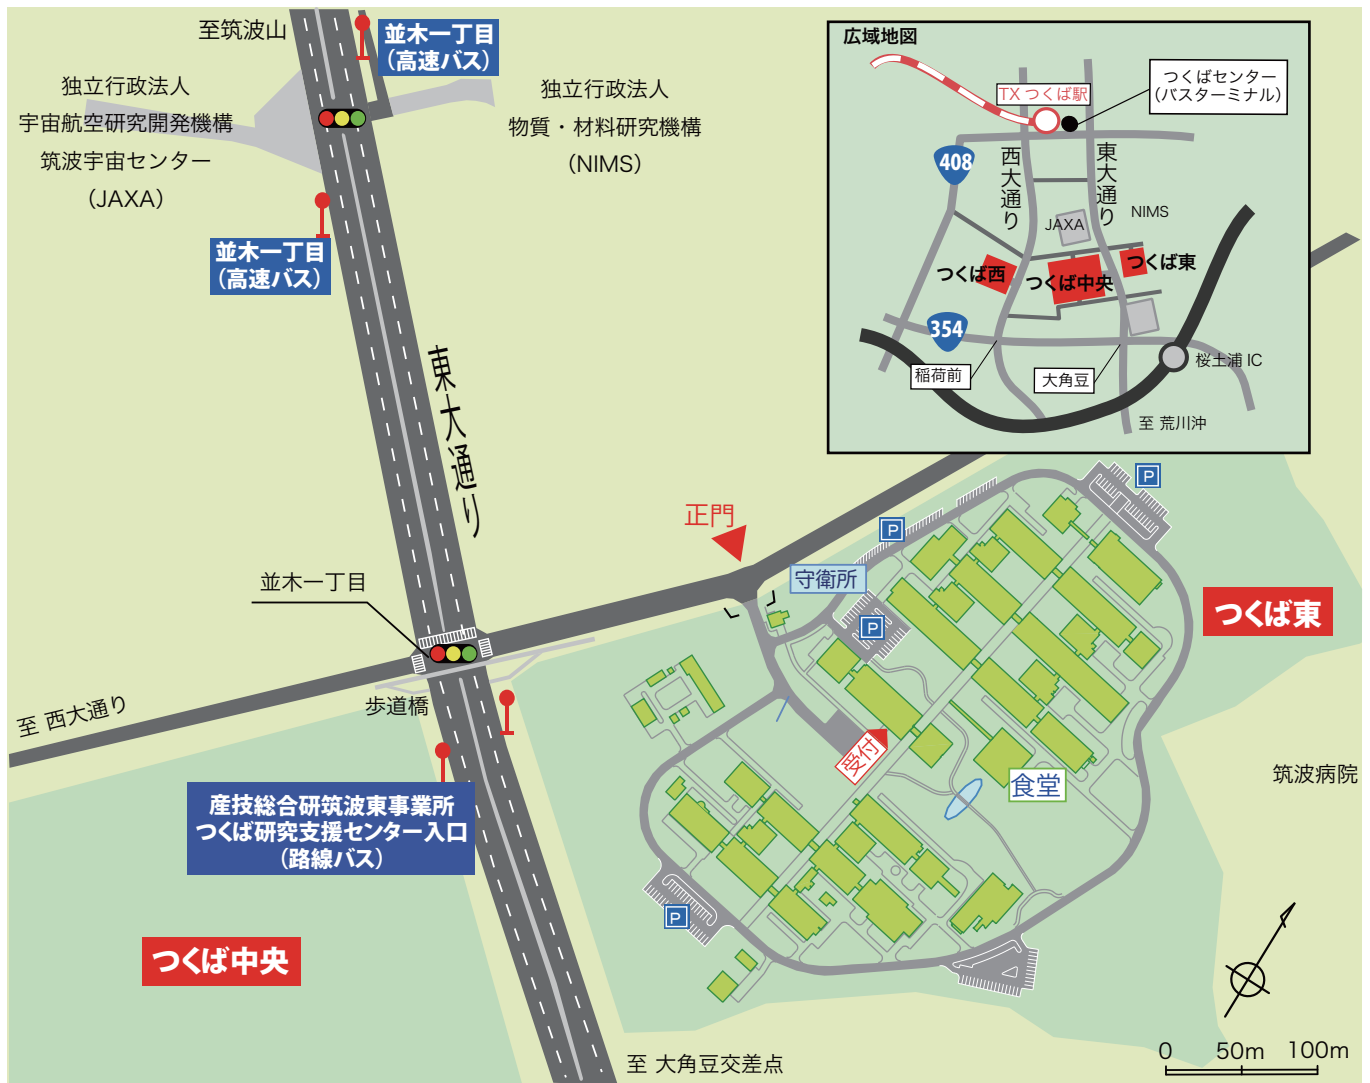 至筑波山
並木一丁目
（高速バス）
独立行政法人
宇宙航空研究開発機構
筑波宇宙センター
（JAXA）
独立行政法人
物質・材料研究機構
（NIMS）
並木一丁目
（高速バス）
東大通り
広域地図
TX つくば駅
つくばセンター
（バスターミナル）
408
西大通り
東大通り
JAXA
NIMS
つくば西
つくば中央
つくば東
354
稲荷前
大角豆
桜土浦 IC
至 荒川沖
正門
守衛所
P
P
P
並木一丁目
つくば東
至 西大通り
歩道橋
受付
食堂
筑波病院
産技総合研筑波東事業所
つくば研究支援センター入口
（路線バス）
P
つくば中央
至 大角豆交差点
0 50m 100m